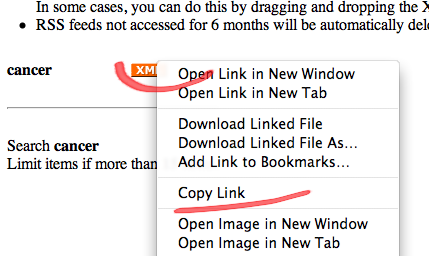 In some cases, you can do this by dragging and dropping the X
• RSS feeds not accessed for 6 months will be automatically dele
cancer
XM
Open Link in New Window
Open Link in New Tab
Download Linked File
Download Linked File As...
Add Link to Bookmarks...
Search cancer
Limit items if more than
Copy Link
Open Image in New Window
Open Image in New Tab